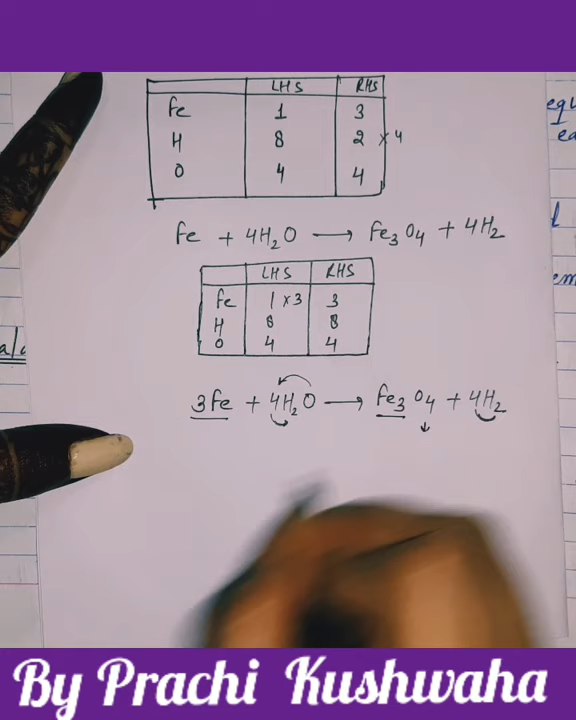 LHS RHS
Fe 1 3
H 8 2 × 4
O 4 4
Fe + 4H2O → Fe3O4 + 4H2
LHS RHS
Fe 1 × 3 3
H 8 8
O 4 4
3Fe + 4H2O → Fe3O4 + 4H2
By Prachi Kushwaha